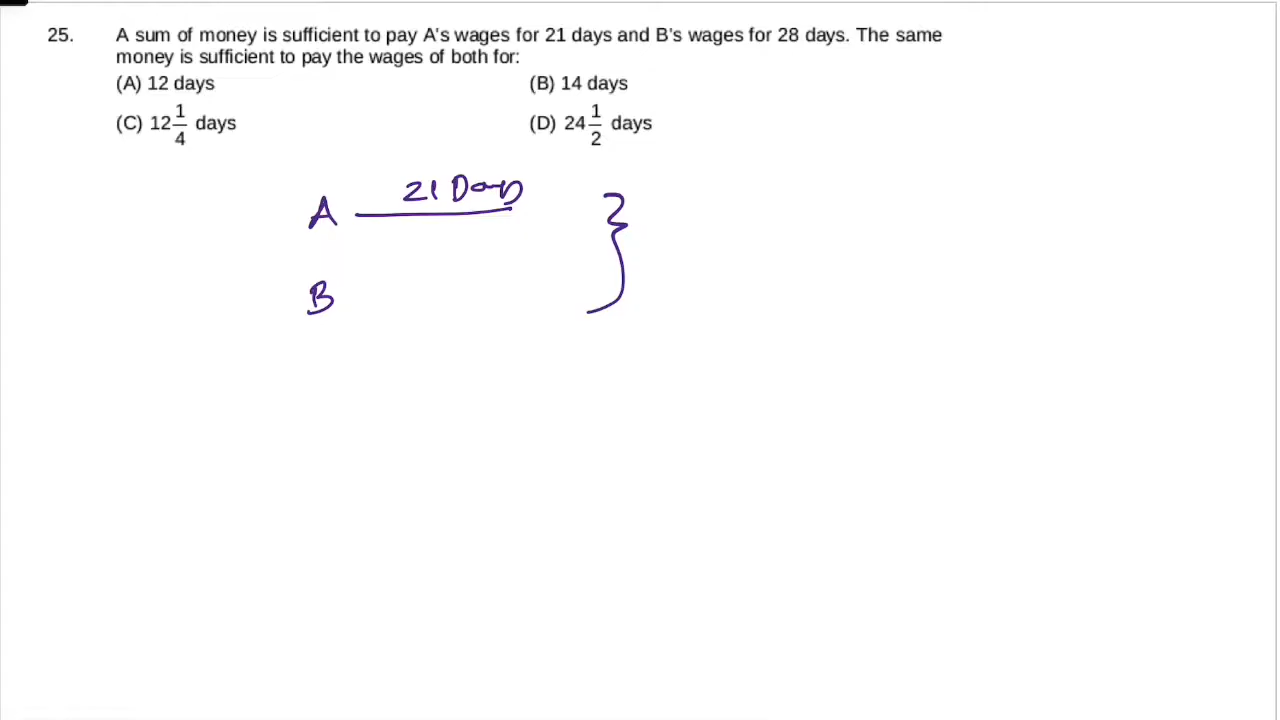 25. A sum of money is sufficient to pay A's wages for 21 days and B's wages for 28 days. The same
money is sufficient to pay the wages of both for:
(A) 12 days (B) 14 days
(C) 12 1/4 days (D) 24 1/2 days
A 21 Days
B